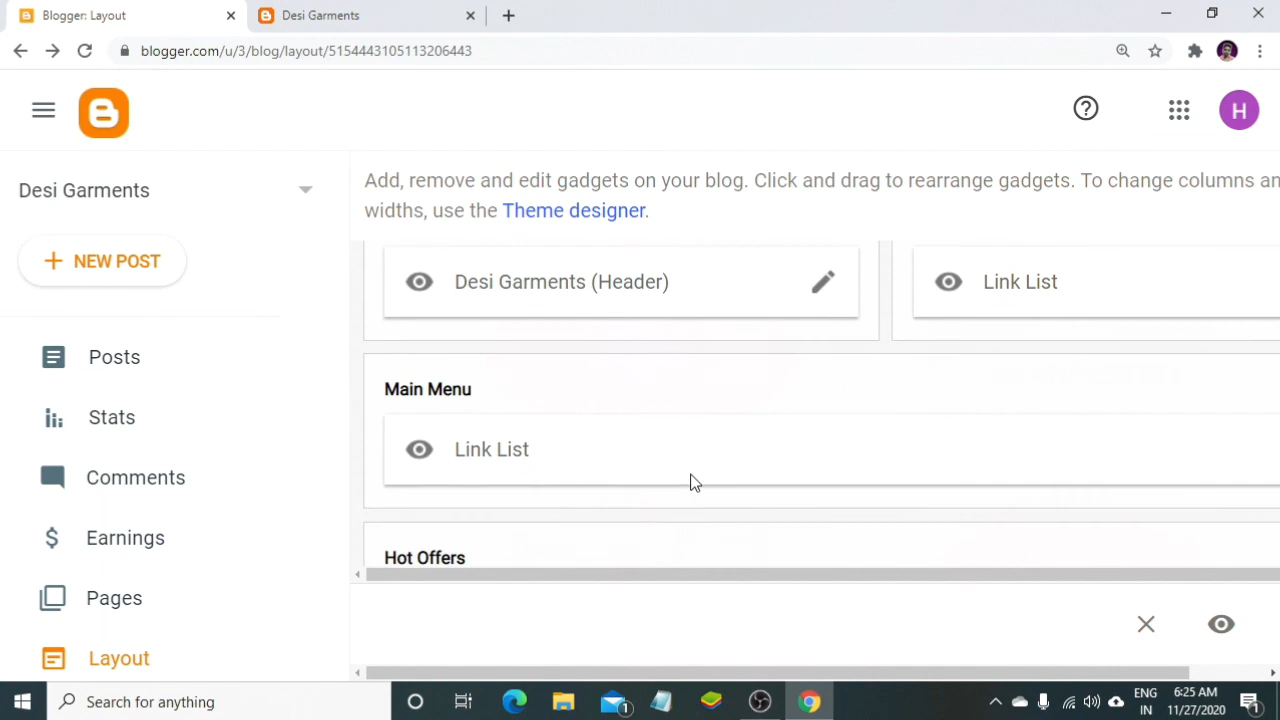 Blogger: Layout
Desi Garments
blogger.com/u/3/blog/layout/5154443105113206443
H
Desi Garments
Add, remove and edit gadgets on your blog. Click and drag to rearrange gadgets. To change columns an
widths, use the Theme designer.
NEW POST
Desi Garments (Header)
Link List
Posts
Main Menu
Stats
Link List
Comments
Earnings
Hot Offers
Pages
Layout
Search for anything
1
ENG
IN
6:25 AM
11/27/2020
1